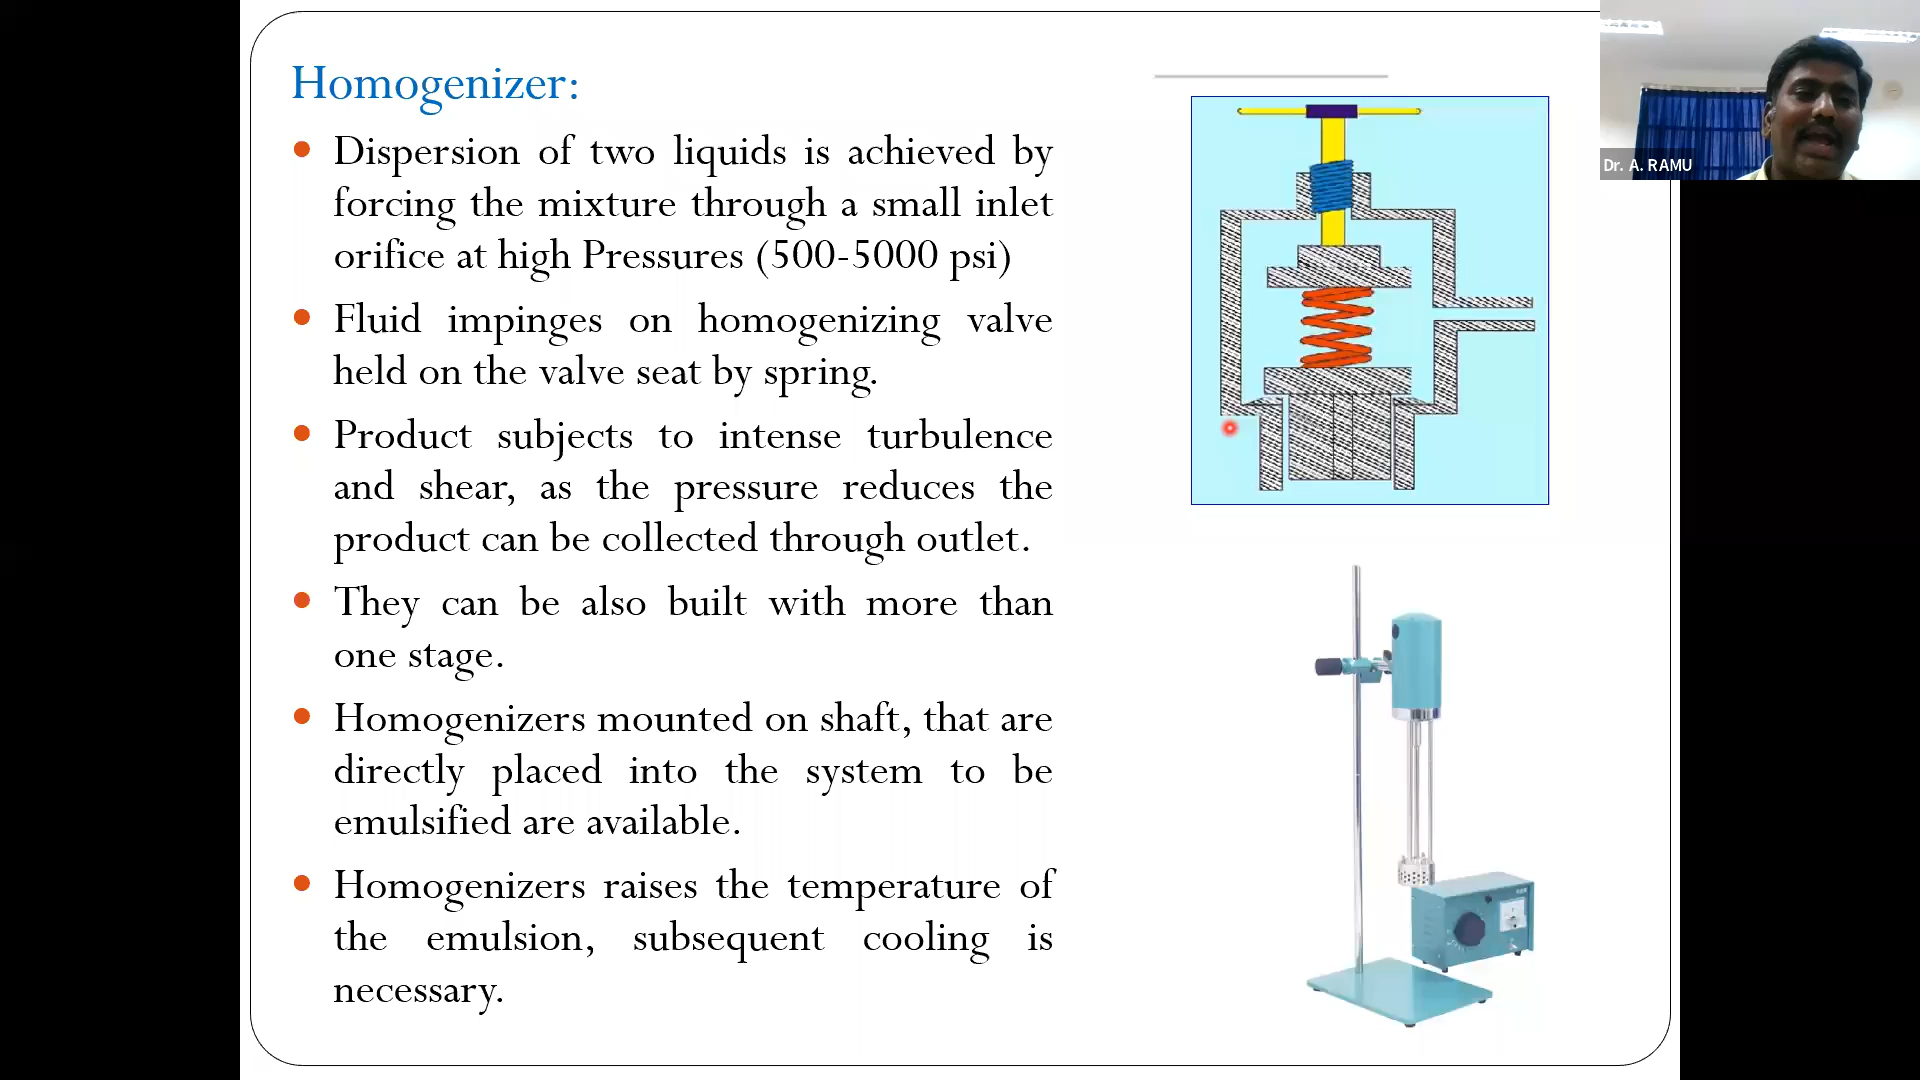 Homogenizer:
• Dispersion of two liquids is achieved by
forcing the mixture through a small inlet
orifice at high Pressures (500-5000 psi)
• Fluid impinges on homogenizing valve
held on the valve seat by spring.
• Product subjects to intense turbulence
and shear, as the pressure reduces the
product can be collected through outlet.
• They can be also built with more than
one stage.
• Homogenizers mounted on shaft, that are
directly placed into the system to be
emulsified are available.
• Homogenizers raises the temperature of
the emulsion, subsequent cooling is
necessary.
Dr. A. RAMU